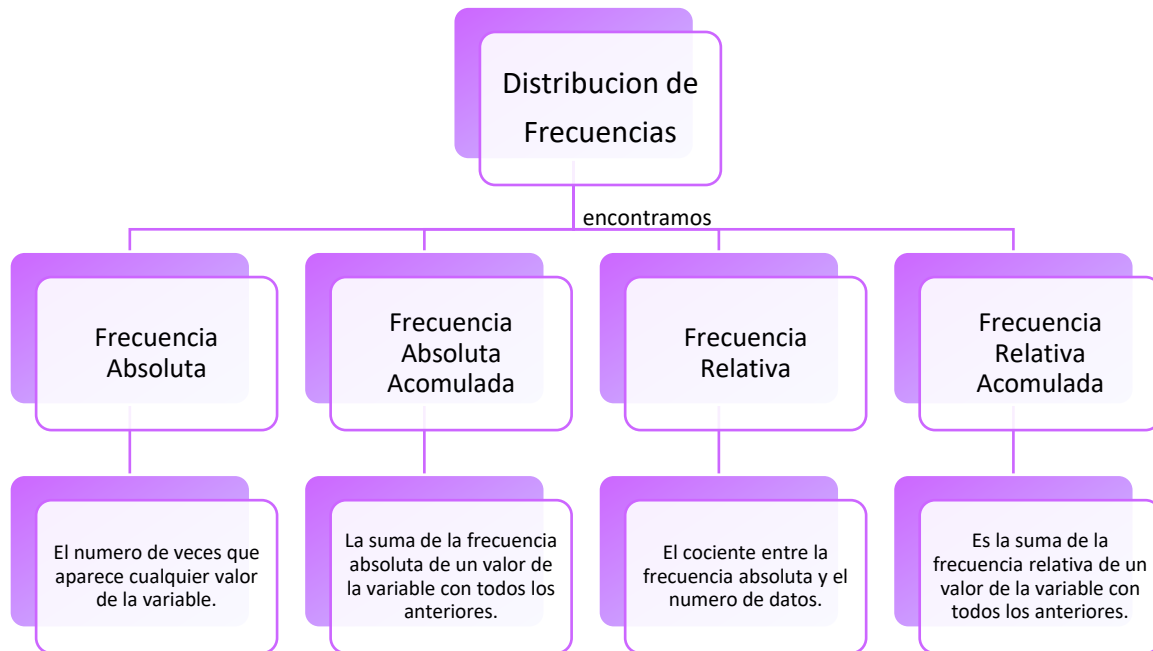 Distribucion de
Frecuencias
encontramos
Frecuencia
Absoluta
Frecuencia
Absoluta
Acomulada
Frecuencia
Relativa
Frecuencia
Relativa
Acomulada
El numero de veces que
aparece cualquier valor
de la variable.
La suma de la frecuencia
absoluta de un valor de
la variable con todos los
anteriores.
El cociente entre la
frecuencia absoluta y el
numero de datos.
Es la suma de la
frecuencia relativa de un
valor de la variable con
todos los anteriores.